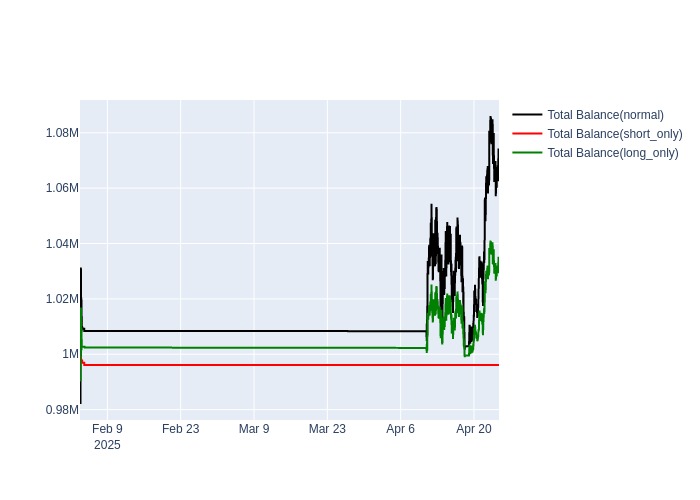 Total Balance(normal)
Total Balance(short_only)
Total Balance(long_only)
1.08M
1.06M
1.04M
1.02M
1M
0.98M
Feb 9 Feb 23 Mar 9 Mar 23 Apr 6 Apr 20
2025